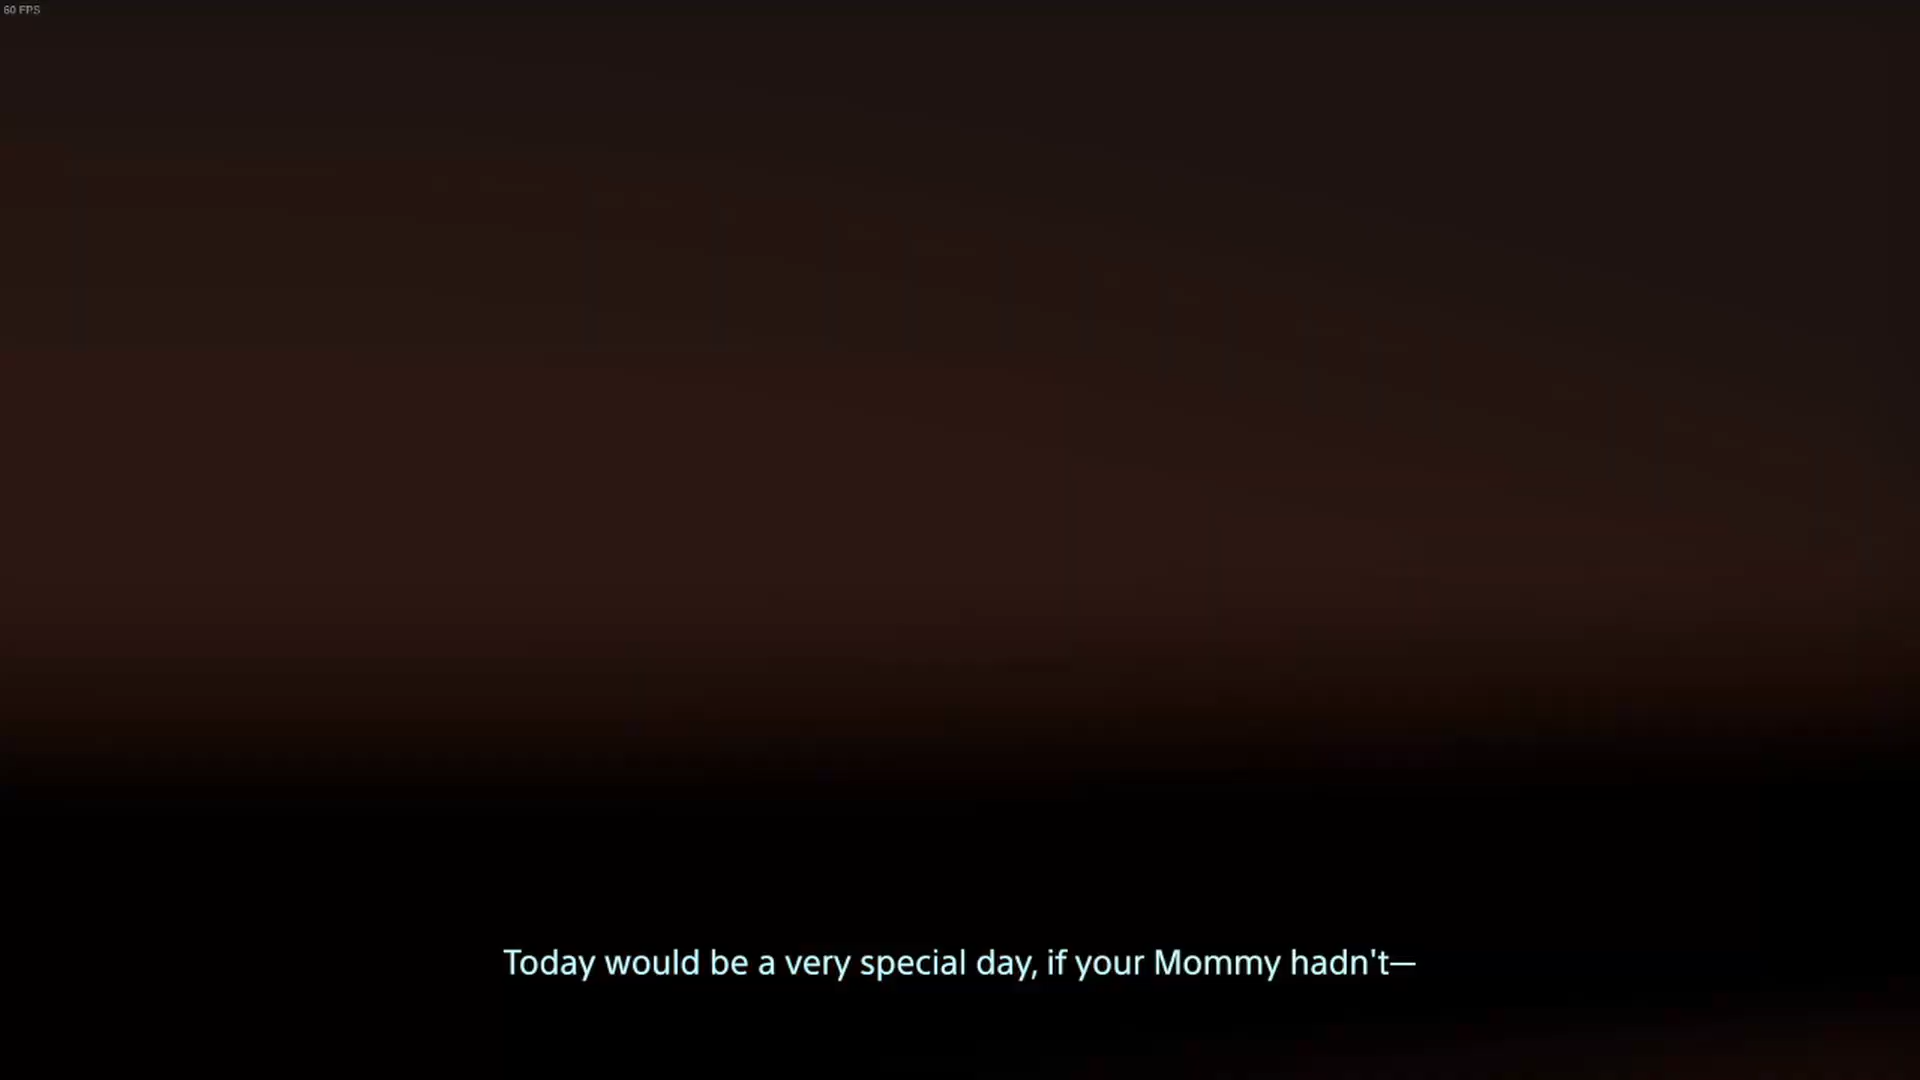 60 FPS
Today would be a very special day, if your Mommy hadn't—